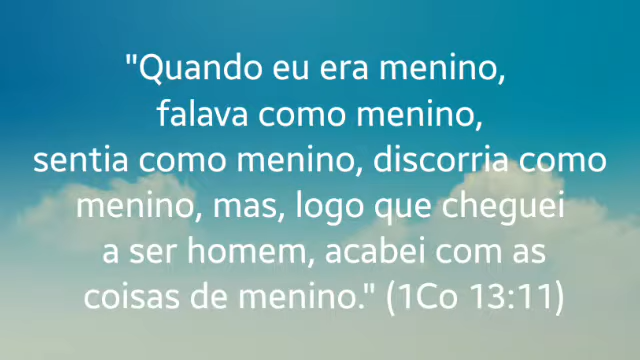 "Quando eu era menino,
falava como menino,
sentia como menino, discorria como
menino, mas, logo que cheguei
a ser homem, acabei com as
coisas de menino." (1Co 13:11)